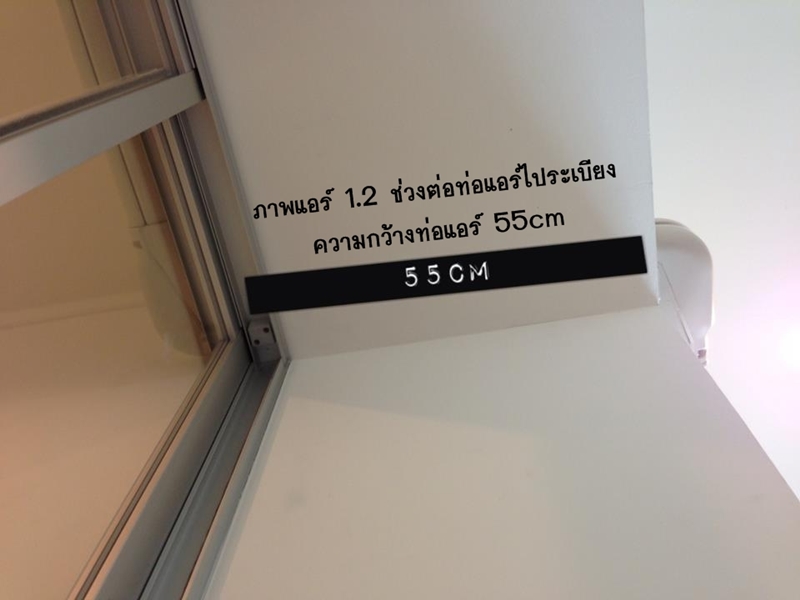 ภาพแอร์ 1.2 ช่วงต่อท่อแอร์ไประเบียง
ความกว้างท่อแอร์ 55cm
55CM